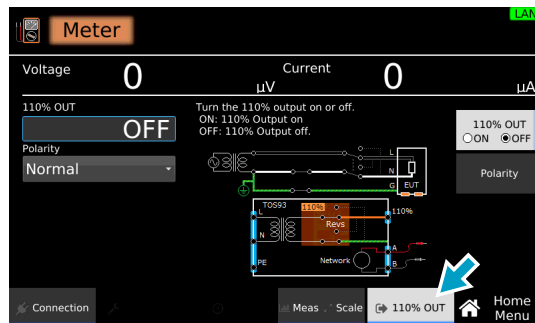 LAN
Meter
Voltage 0 µV Current 0 µA
110% OUT
OFF
Polarity
Normal
Turn the 110% output on or off.
ON: 110% Output on
OFF: 110% Output off.
110% OUT
ON OFF
Polarity
L
N
G EUT
TOS93 110% 110%
L
Revs
N
A
PE Network B
Connection
Meas
Scale
110% OUT
Home
Menu